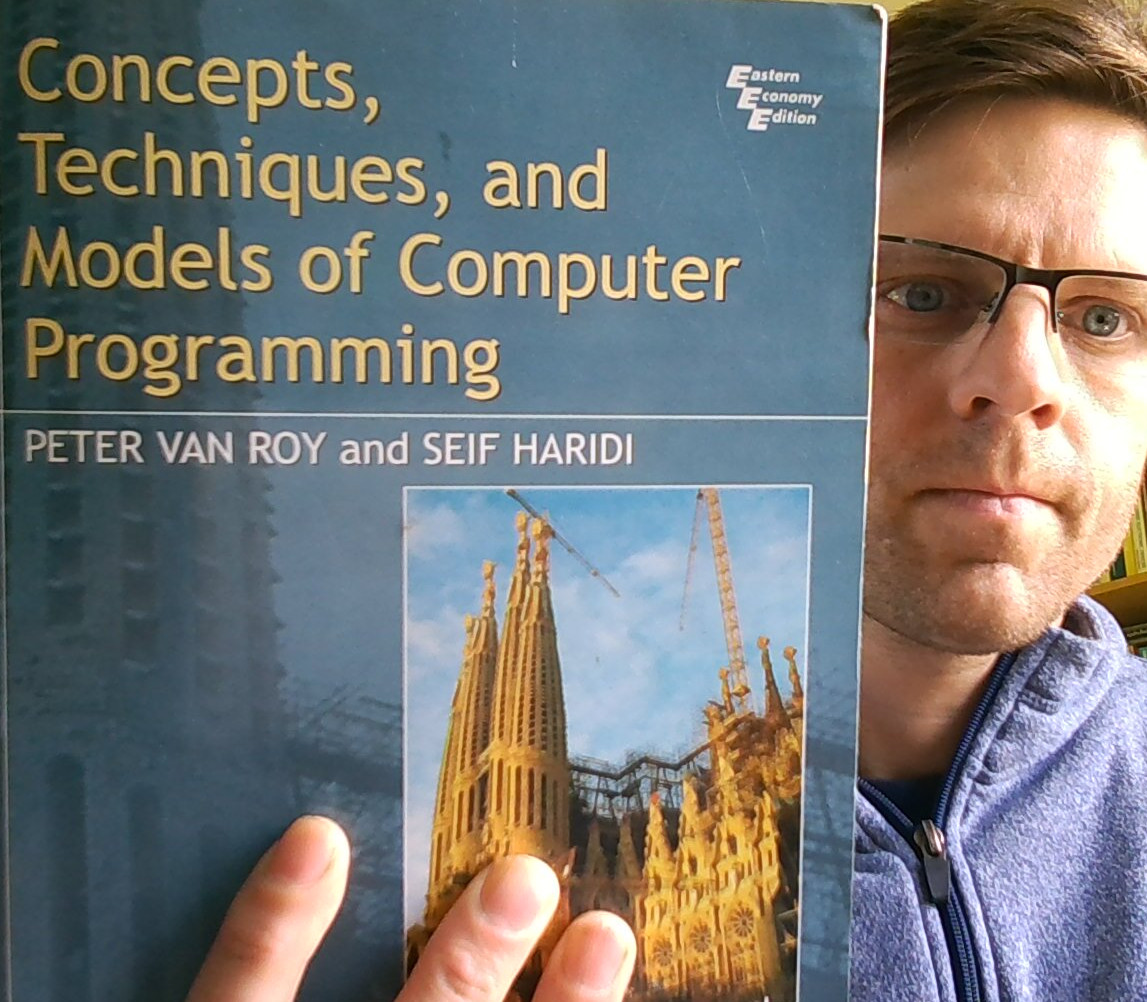 Concepts,
Techniques, and
Models of Computer
Programming
Eastern
Economy
Edition
PETER VAN ROY and SEIF HARIDI